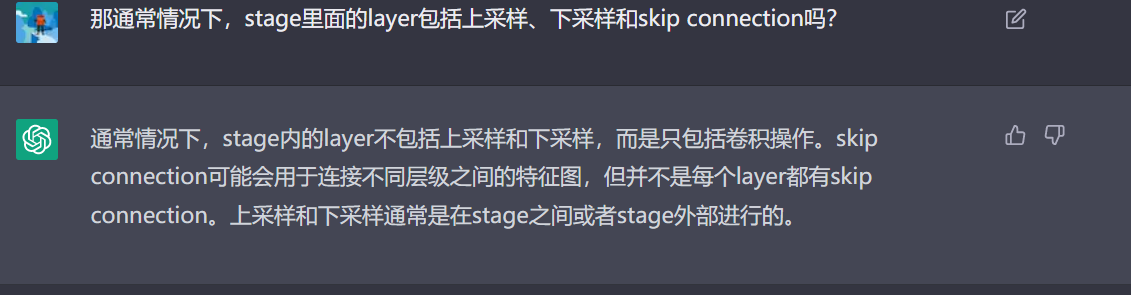 那通常情况下，stage里面的layer包括上采样、下采样和skip connection吗？
通常情况下，stage内的layer不包括上采样和下采样，而是只包括卷积操作。skip
connection可能会用于连接不同层级之间的特征图，但并不是每个layer都有skip
connection。上采样和下采样通常是在stage之间或者stage外部进行的。